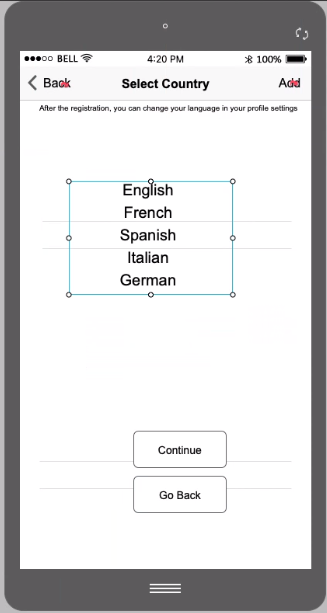 BELL 4:20 PM 100%
Back Select Country Add
After the registration, you can change your language in your profile settings
English
French
Spanish
Italian
German
Continue
Go Back